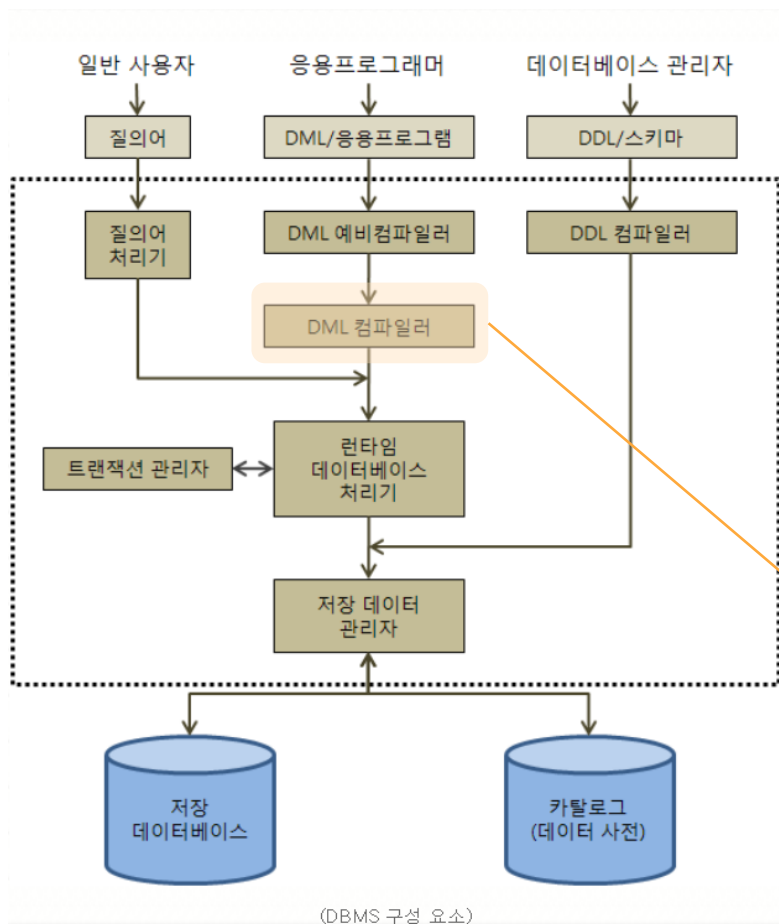 일반 사용자
응용프로그래머
데이터베이스 관리자
질의어
DML/응용프로그램
DDL/스키마
질의어
처리기
DML 예비컴파일러
DDL 컴파일러
DML 컴파일러
런타임
데이터베이스
처리기
트랜잭션 관리자
저장 데이터
관리자
저장
데이터베이스
카탈로그
(데이터 사전)
(DBMS 구성 요소)